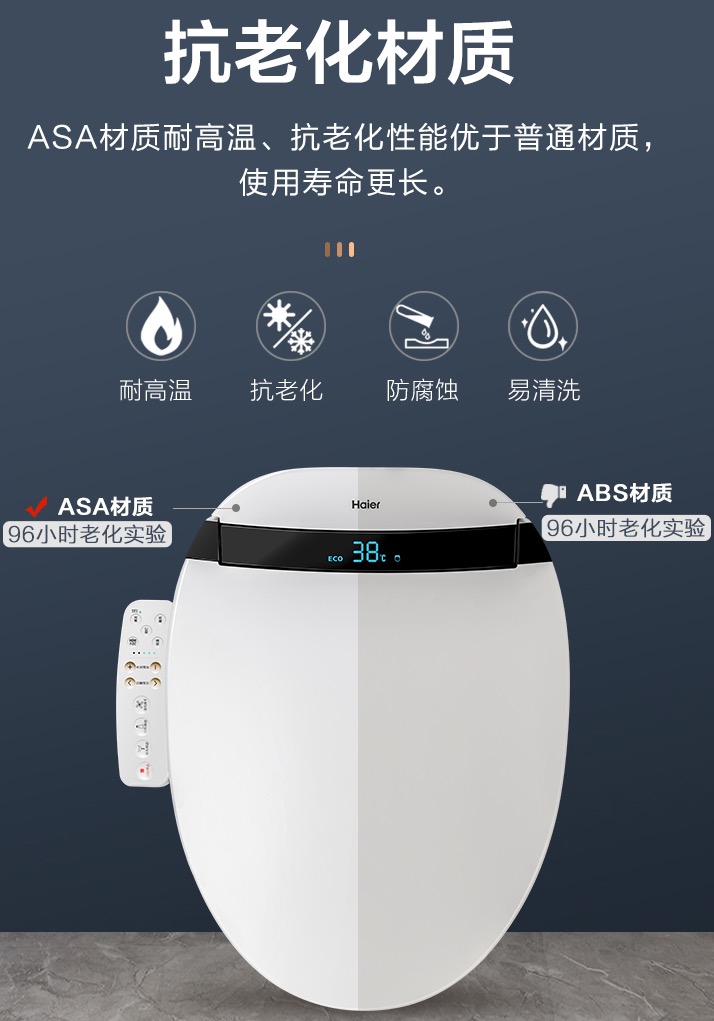 抗老化材质
ASA材质耐高温、抗老化性能优于普通材质，
使用寿命更长。
耐高温
抗老化
防腐蚀
易清洗
ASA材质
96小时老化实验
ABS材质
96小时老化实验
Haier
ECO 38℃